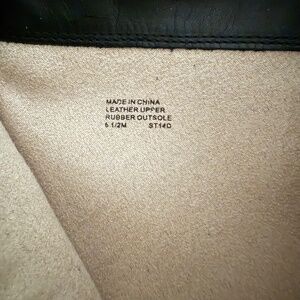 MADE IN CHINA
LEATHER UPPER
RUBBER OUTSOLE
6 1/2M ST14D